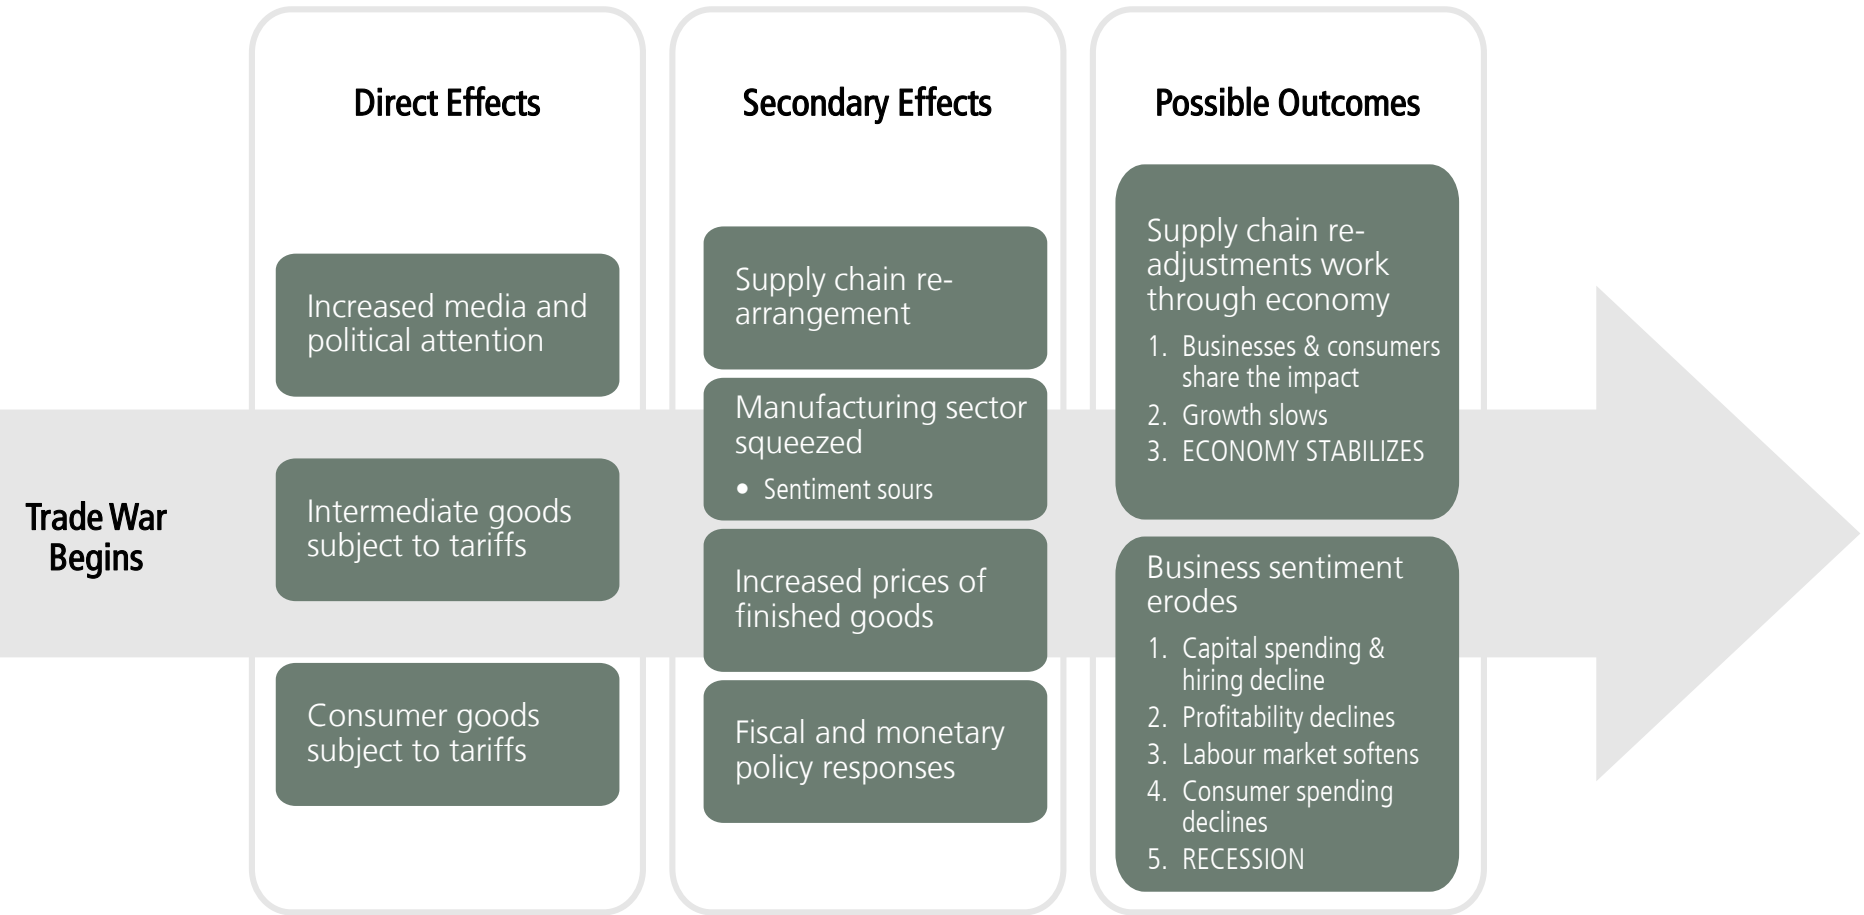 Trade War
Begins
Direct Effects
Increased media and
political attention
Intermediate goods
subject to tariffs
Consumer goods
subject to tariffs
Secondary Effects
Supply chain re-
arrangement
Manufacturing sector
squeezed
• Sentiment sours
Increased prices of
finished goods
Fiscal and monetary
policy responses
Possible Outcomes
Supply chain re-
adjustments work
through economy
1. Businesses & consumers
share the impact
2. Growth slows
3. ECONOMY STABILIZES
Business sentiment
erodes
1. Capital spending &
hiring decline
2. Profitability declines
3. Labour market softens
4. Consumer spending
declines
5. RECESSION